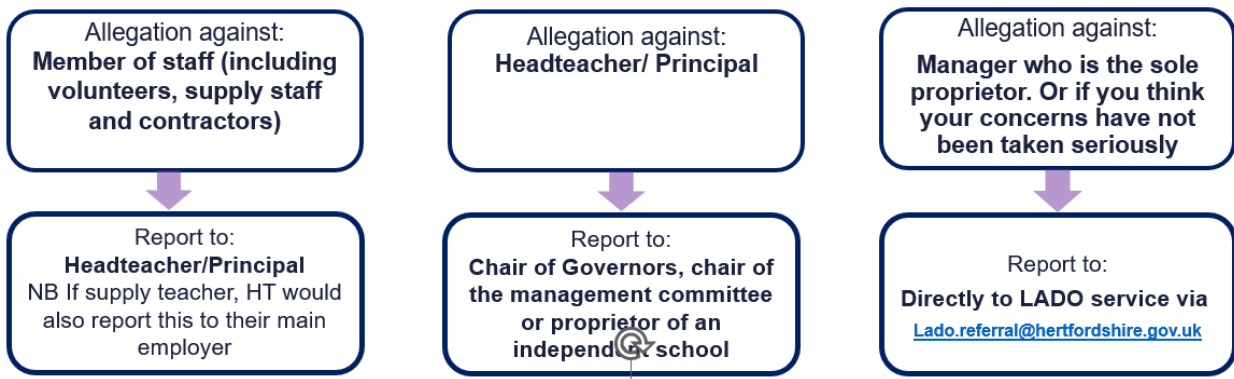 Allegation against:
Member of staff (including
volunteers, supply staff
and contractors)
Report to:
Headteacher/Principal
NB If supply teacher, HT would
also report this to their main
employer
Allegation against:
Headteacher/ Principal
Report to:
Chair of Governors, chair of
the management committee
or proprietor of an
independent school
Allegation against:
Manager who is the sole
proprietor. Or if you think
your concerns have not
been taken seriously
Report to:
Directly to LADO service via
Lado.referral@hertfordshire.gov.uk